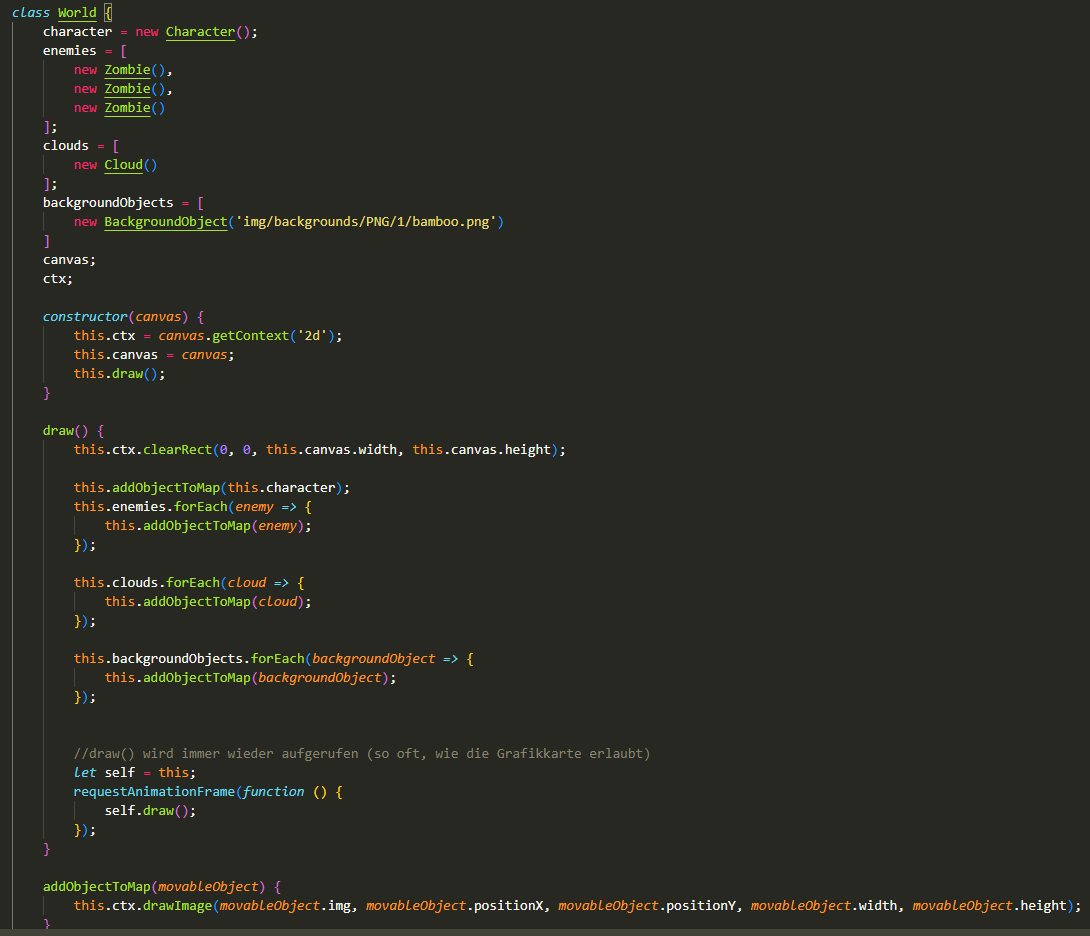 class World {
    character = new Character();
    enemies = [
        new Zombie(),
        new Zombie(),
        new Zombie()
    ];
    clouds = [
        new Cloud()
    ];
    backgroundObjects = [
        new BackgroundObject('img/backgrounds/PNG/1/bamboo.png')
    ]
    canvas;
    ctx;

    constructor(canvas) {
        this.ctx = canvas.getContext('2d');
        this.canvas = canvas;
        this.draw();
    }

    draw() {
        this.ctx.clearRect(0, 0, this.canvas.width, this.canvas.height);

        this.addObjectToMap(this.character);
        this.enemies.forEach(enemy => {
            this.addObjectToMap(enemy);
        });

        this.clouds.forEach(cloud => {
            this.addObjectToMap(cloud);
        });

        this.backgroundObjects.forEach(backgroundObject => {
            this.addObjectToMap(backgroundObject);
        });


        //draw() wird immer wieder aufgerufen (so oft, wie die Grafikkarte erlaubt)
        let self = this;
        requestAnimationFrame(function () {
            self.draw();
        });
    }

    addObjectToMap(movableObject) {
        this.ctx.drawImage(movableObject.img, movableObject.positionX, movableObject.positionY, movableObject.width, movableObject.height);
    }